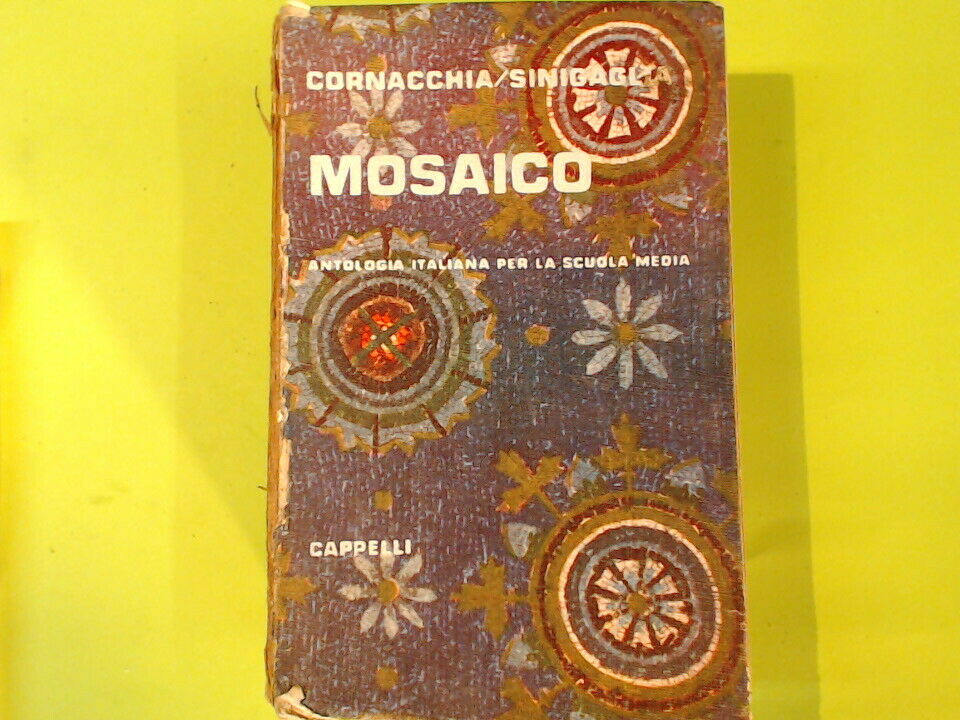 CORNACCHIA/SINIGAGLIA
MOSAICO
ANTOLOGIA ITALIANA PER LA SCUOLA MEDIA
CAPPELLI